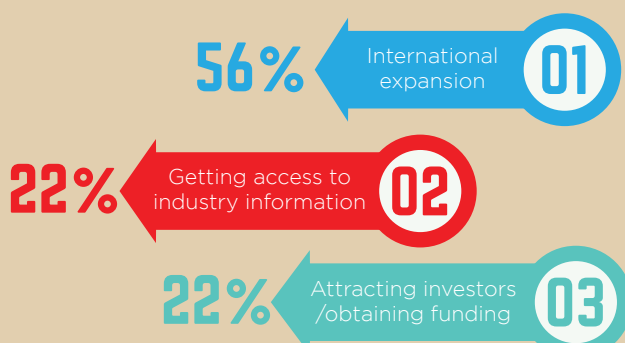 56%
International
expansion
01
22%
Getting access to
industry information
02
22%
Attracting investors
/obtaining funding
03